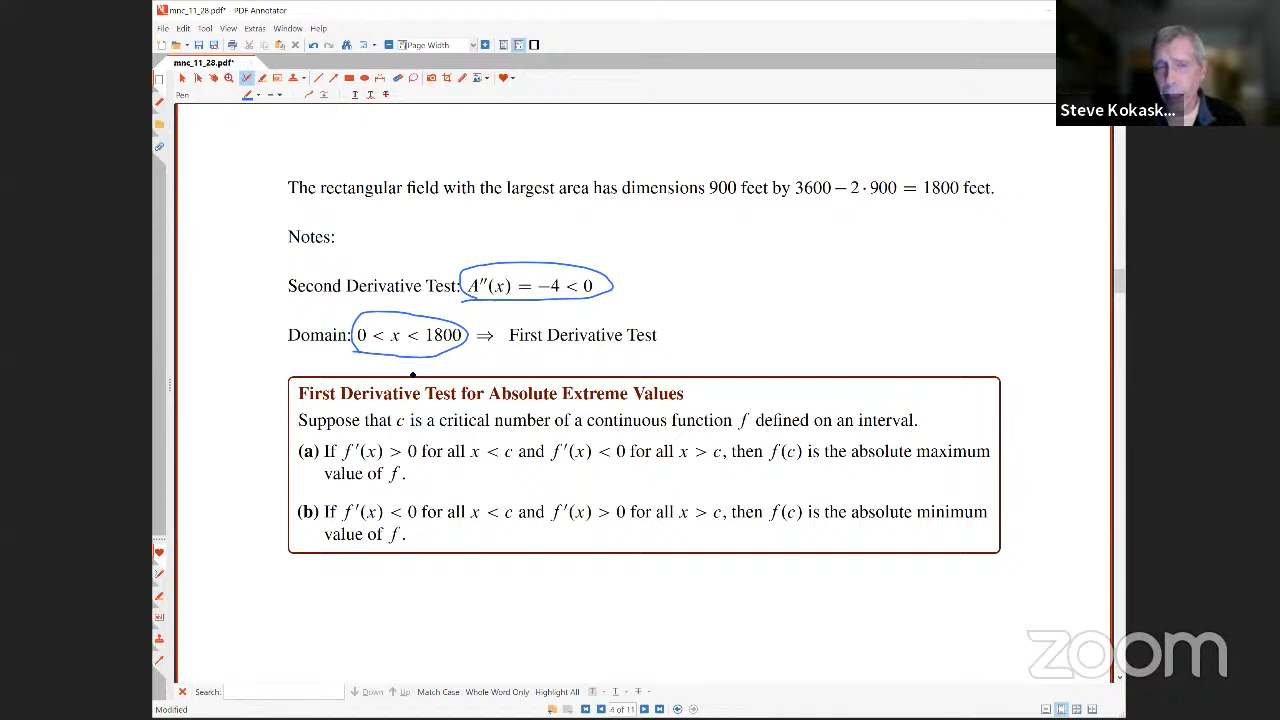 mnc_11_28.pdf* - PDF Annotator
File Edit Tool View Extras Window Help
Page Width
mnc_11_28.pdf*
Pen
Steve Kokask...
The rectangular field with the largest area has dimensions 900 feet by 3600 − 2 · 900 = 1800 feet.
Notes:
Second Derivative Test: A″(x) = −4 < 0
Domain: 0 < x < 1800 ⇒ First Derivative Test
First Derivative Test for Absolute Extreme Values
Suppose that c is a critical number of a continuous function f defined on an interval.
(a) If f′(x) > 0 for all x < c and f′(x) < 0 for all x > c, then f(c) is the absolute maximum
value of f.
(b) If f′(x) < 0 for all x < c and f′(x) > 0 for all x > c, then f(c) is the absolute minimum
value of f.
zoom
Search: Down Up Match Case Whole Word Only Highlight All
Modified 4 of 11